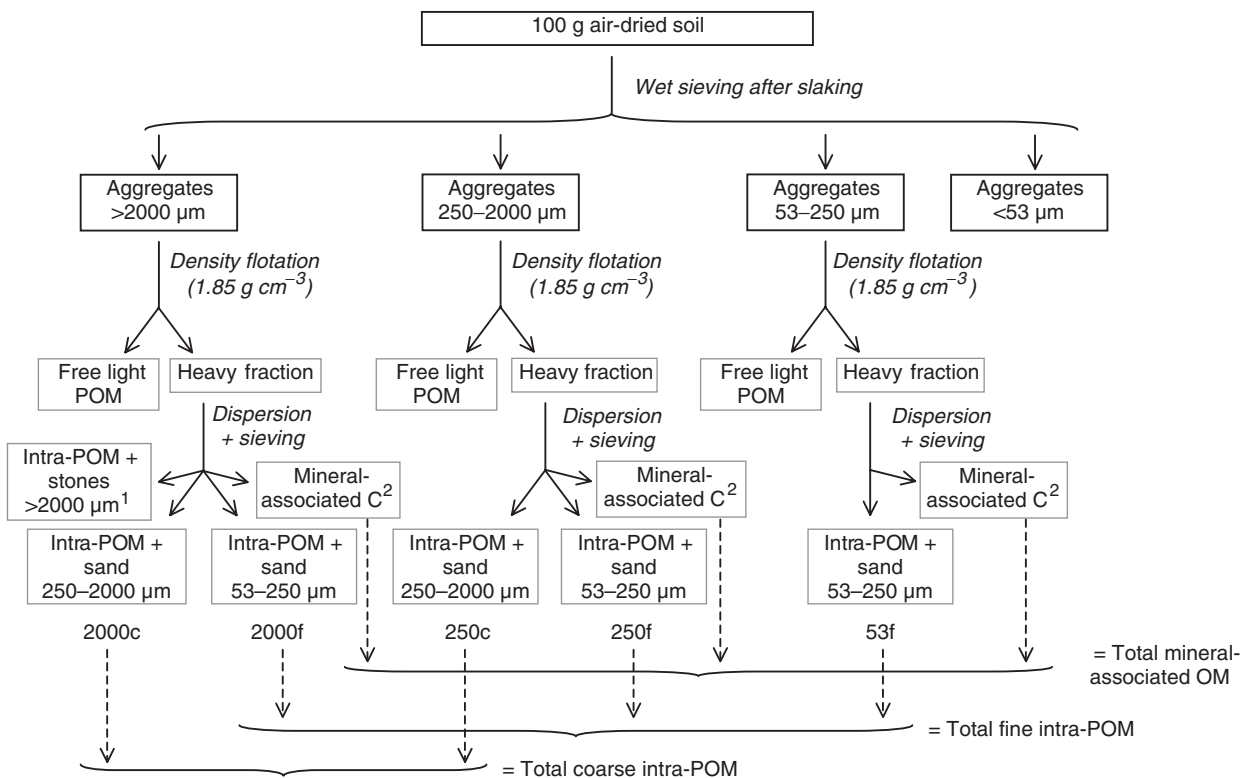 100 g air-dried soil
Wet sieving after slaking
Aggregates
>2000 µm
Aggregates
250–2000 µm
Aggregates
53–250 µm
Aggregates
<53 µm
Density flotation
(1.85 g cm⁻³)
Density flotation
(1.85 g cm⁻³)
Density flotation
(1.85 g cm⁻³)
Free light
POM
Heavy fraction
Free light
POM
Heavy fraction
Free light
POM
Heavy fraction
Dispersion
+ sieving
Dispersion
+ sieving
Dispersion
+ sieving
Intra-POM +
stones
>2000 µm¹
Mineral-
associated C²
Mineral-
associated C²
Mineral-
associated C²
Intra-POM +
sand
250–2000 µm
Intra-POM +
sand
53–250 µm
Intra-POM +
sand
250–2000 µm
Intra-POM +
sand
53–250 µm
Intra-POM +
sand
53–250 µm
2000c
2000f
250c
250f
53f
= Total mineral-
associated OM
= Total fine intra-POM
= Total coarse intra-POM